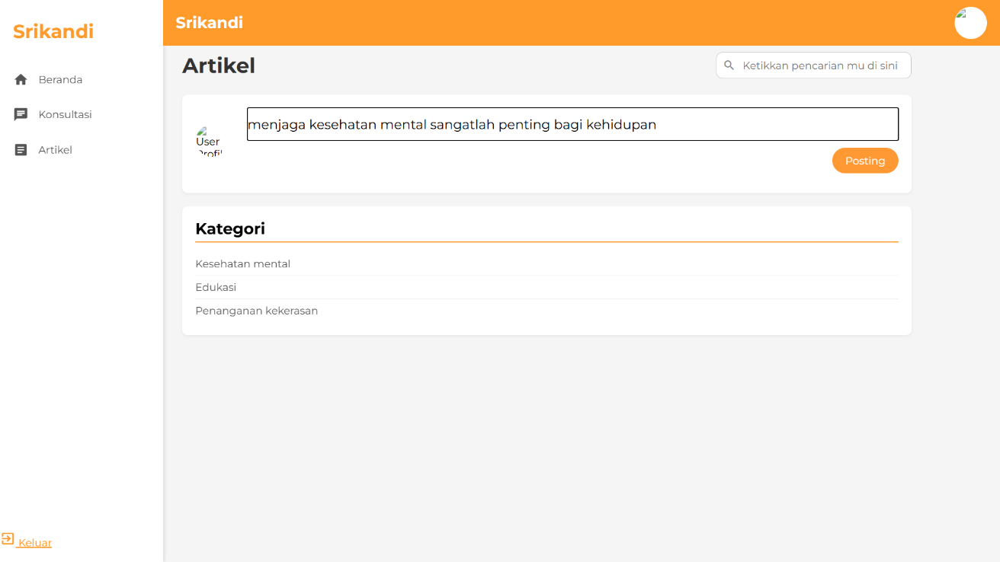 Srikandi
Beranda
Konsultasi
Artikel
Keluar
Srikandi
Artikel
Ketikkan pencarian mu di sini
User
menjaga kesehatan mental sangatlah penting bagi kehidupan
Posting
Kategori
Kesehatan mental
Edukasi
Penanganan kekerasan